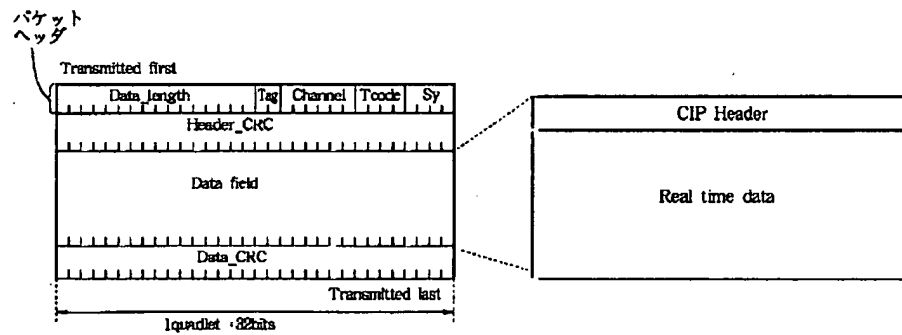 パケット
ヘッダ
Transmitted first
Data_length Tag Channel Tcode Sy
Header_CRC
Data field
Data_CRC
Transmitted last
1quadlet :32bits
CIP Header
Real time data